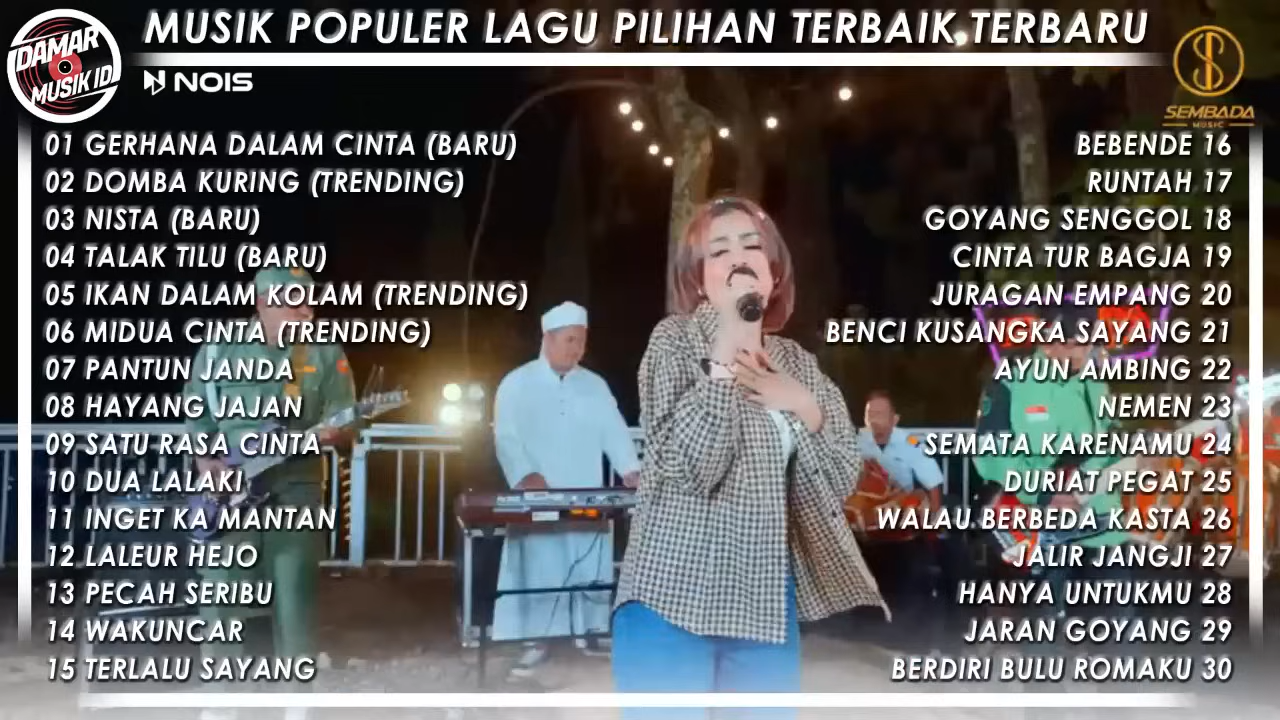 DAMAR
MUSIK ID
MUSIK POPULER LAGU PILIHAN TERBAIK TERBARU
NOIS
SEMBADA
MUSIC
01 GERHANA DALAM CINTA (BARU)
02 DOMBA KURING (TRENDING)
03 NISTA (BARU)
04 TALAK TILU (BARU)
05 IKAN DALAM KOLAM (TRENDING)
06 MIDUA CINTA (TRENDING)
07 PANTUN JANDA
08 HAYANG JAJAN
09 SATU RASA CINTA
10 DUA LALAKI
11 INGET KA MANTAN
12 LALEUR HEJO
13 PECAH SERIBU
14 WAKUNCAR
15 TERLALU SAYANG
BEBENDE 16
RUNTAH 17
GOYANG SENGGOL 18
CINTA TUR BAGJA 19
JURAGAN EMPANG 20
BENCI KUSANGKA SAYANG 21
AYUN AMBING 22
NEMEN 23
SEMATA KARENAMU 24
DURIAT PEGAT 25
WALAU BERBEDA KASTA 26
JALIR JANGJI 27
HANYA UNTUKMU 28
JARAN GOYANG 29
BERDIRI BULU ROMAKU 30